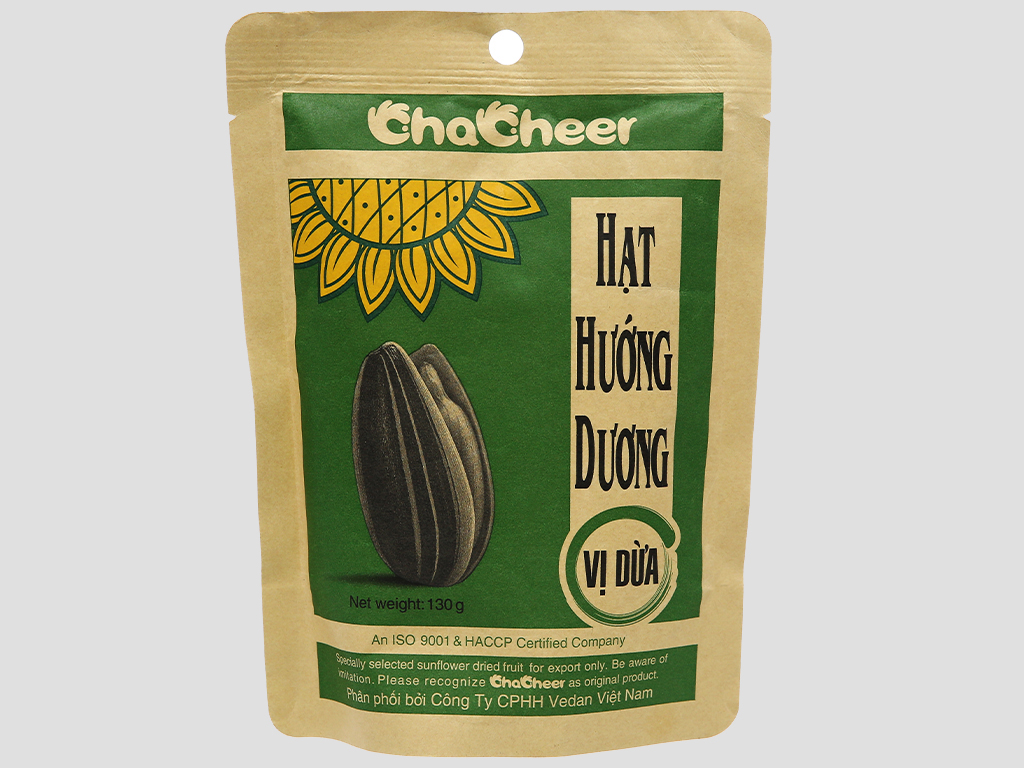 ChaCheer
HẠT
HƯỚNG
DƯƠNG
VỊ DỪA
Net weight: 130 g
An ISO 9001 & HACCP Certified Company
Specially selected sunflower dried fruit for export only. Be aware of
imitation. Please recognize ChaCheer as original product.
Phân phối bởi Công Ty CPHH Vedan Việt Nam